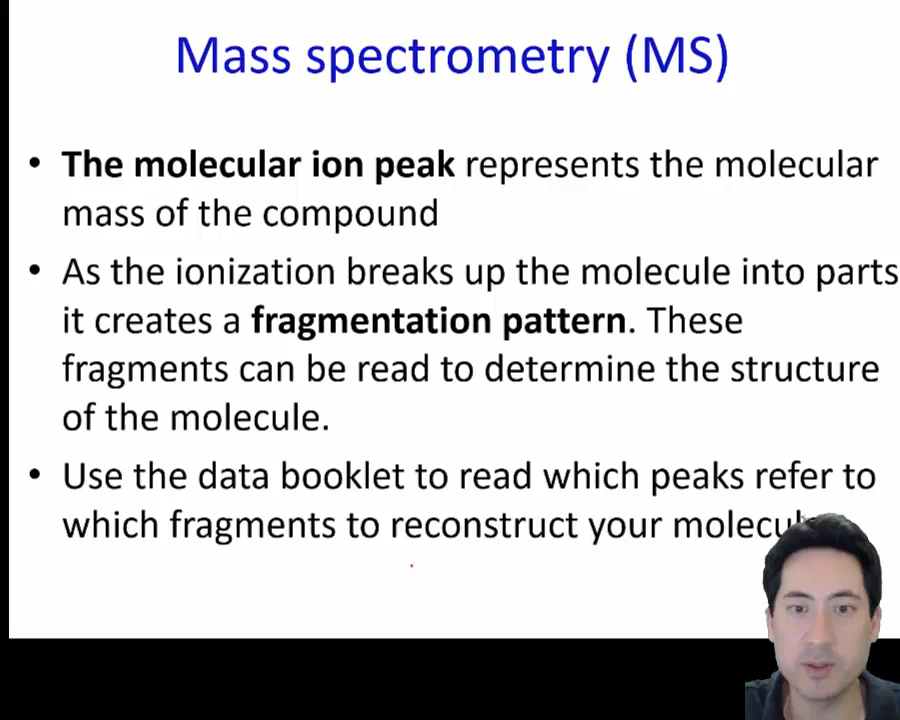 Mass spectrometry (MS)
• The molecular ion peak represents the molecular
mass of the compound
• As the ionization breaks up the molecule into parts
it creates a fragmentation pattern. These
fragments can be read to determine the structure
of the molecule.
• Use the data booklet to read which peaks refer to
which fragments to reconstruct your